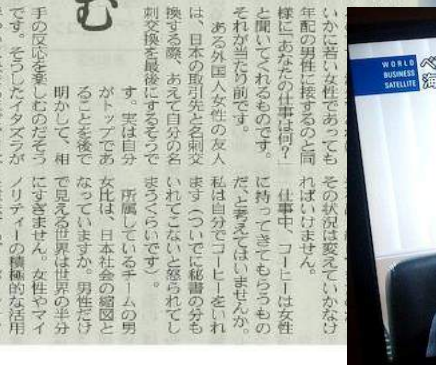 む
いかに若い女性であっても
年配の男性に接するのと同
様に「あなたの仕事は何？」
と聞いてくれるものです。
それが当たり前です。
ある外国人女性の友人
は、日本の取引先と名刺交
換する際、あえて自分の名
刺交換を最後にするそうで
す。実は自分
がトップであ
ることを後で
明かして、相
手の反応を楽しむのだそう
です。そうしたイタズラが
その状況は変えていかなけ
ればいけません。
仕事中、コーヒーは女性
に持ってきてもらうもの
だ、と考えてはいませんか。
私は自分でコーヒーをいれ
ます（ついでに秘書の分も
いれてこないと怒られてし
まうくらいです）。
所属しているチームの男
女比は、日本社会の縮図と
なっていますか。男性だけ
で見える世界は世界の半分
にすぎません。女性やマイ
ノリティーの積極的な活用
WORLD
BUSINESS
SATELLITE
海